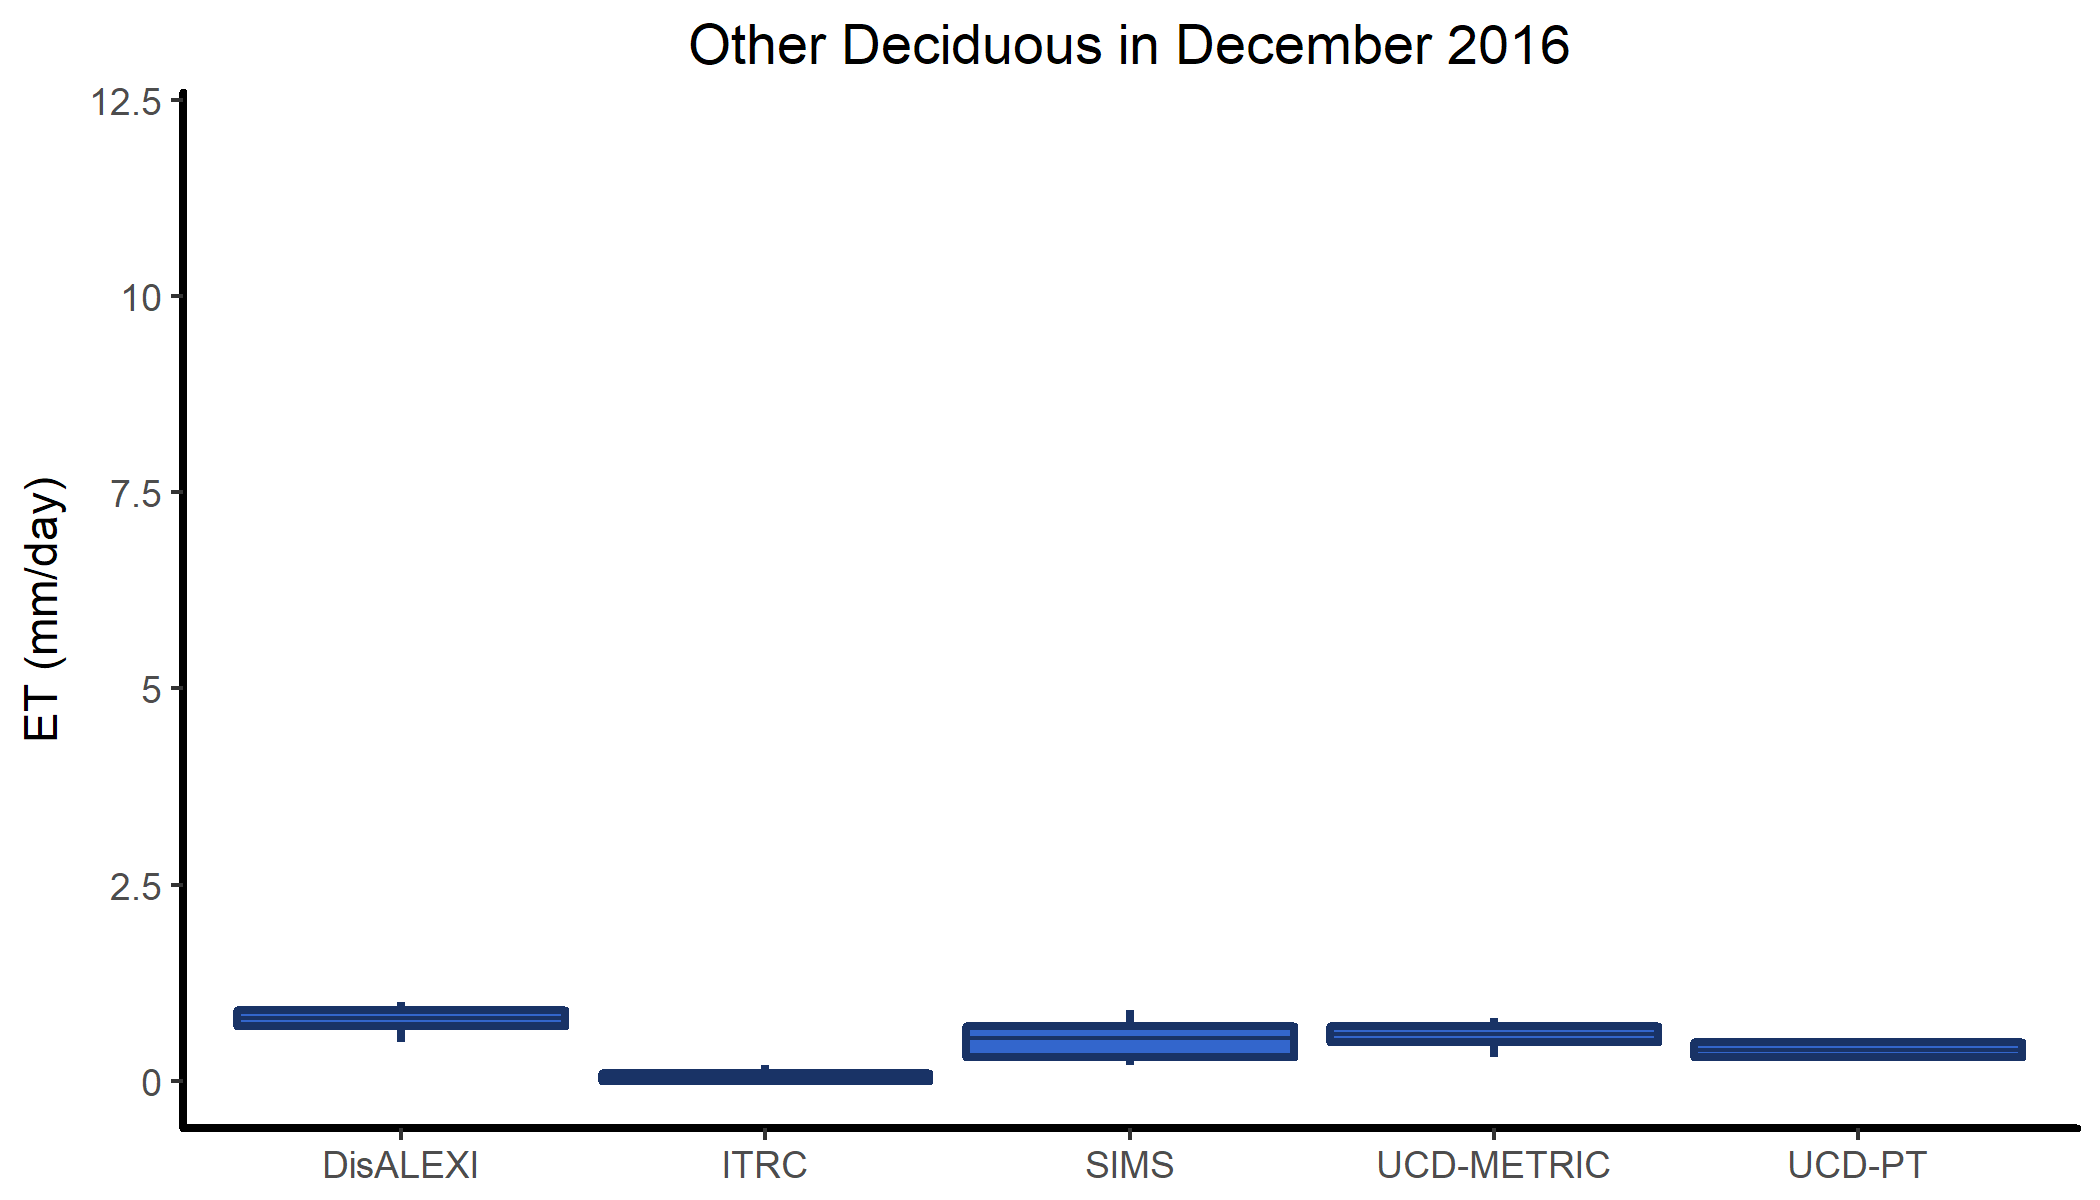 Other Deciduous in December 2016
12.5
10
7.5
5
2.5
0
ET (mm/day)
DisALEXI ITRC SIMS UCD-METRIC UCD-PT